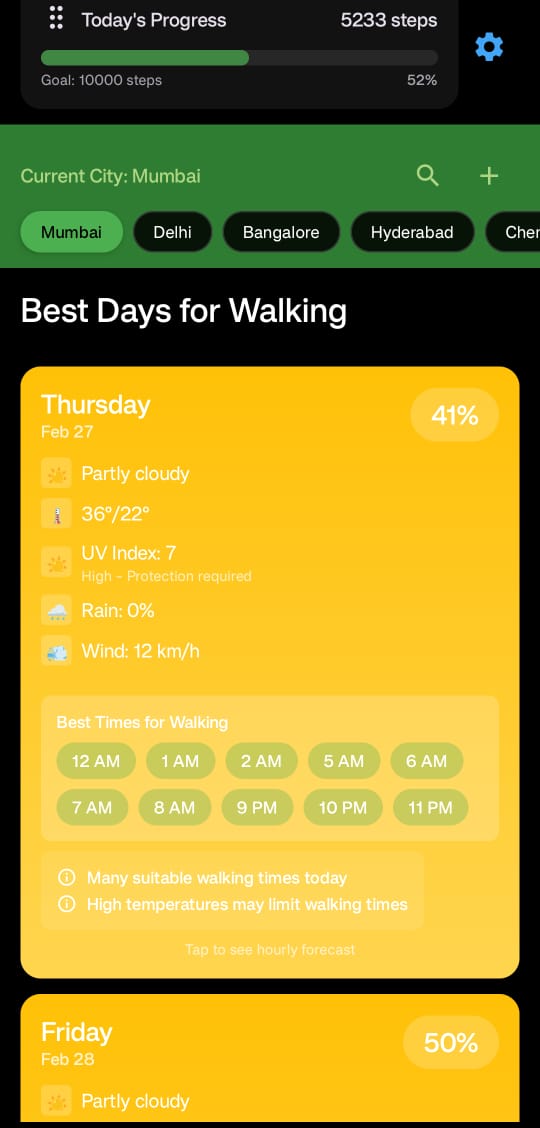 Today's Progress 5233 steps
Goal: 10000 steps 52%
Current City: Mumbai
Mumbai Delhi Bangalore Hyderabad Cher
Best Days for Walking
Thursday 41%
Feb 27
Partly cloudy
36°/22°
UV Index: 7
High - Protection required
Rain: 0%
Wind: 12 km/h
Best Times for Walking
12 AM 1 AM 2 AM 5 AM 6 AM
7 AM 8 AM 9 PM 10 PM 11 PM
Many suitable walking times today
High temperatures may limit walking times
Tap to see hourly forecast
Friday 50%
Feb 28
Partly cloudy